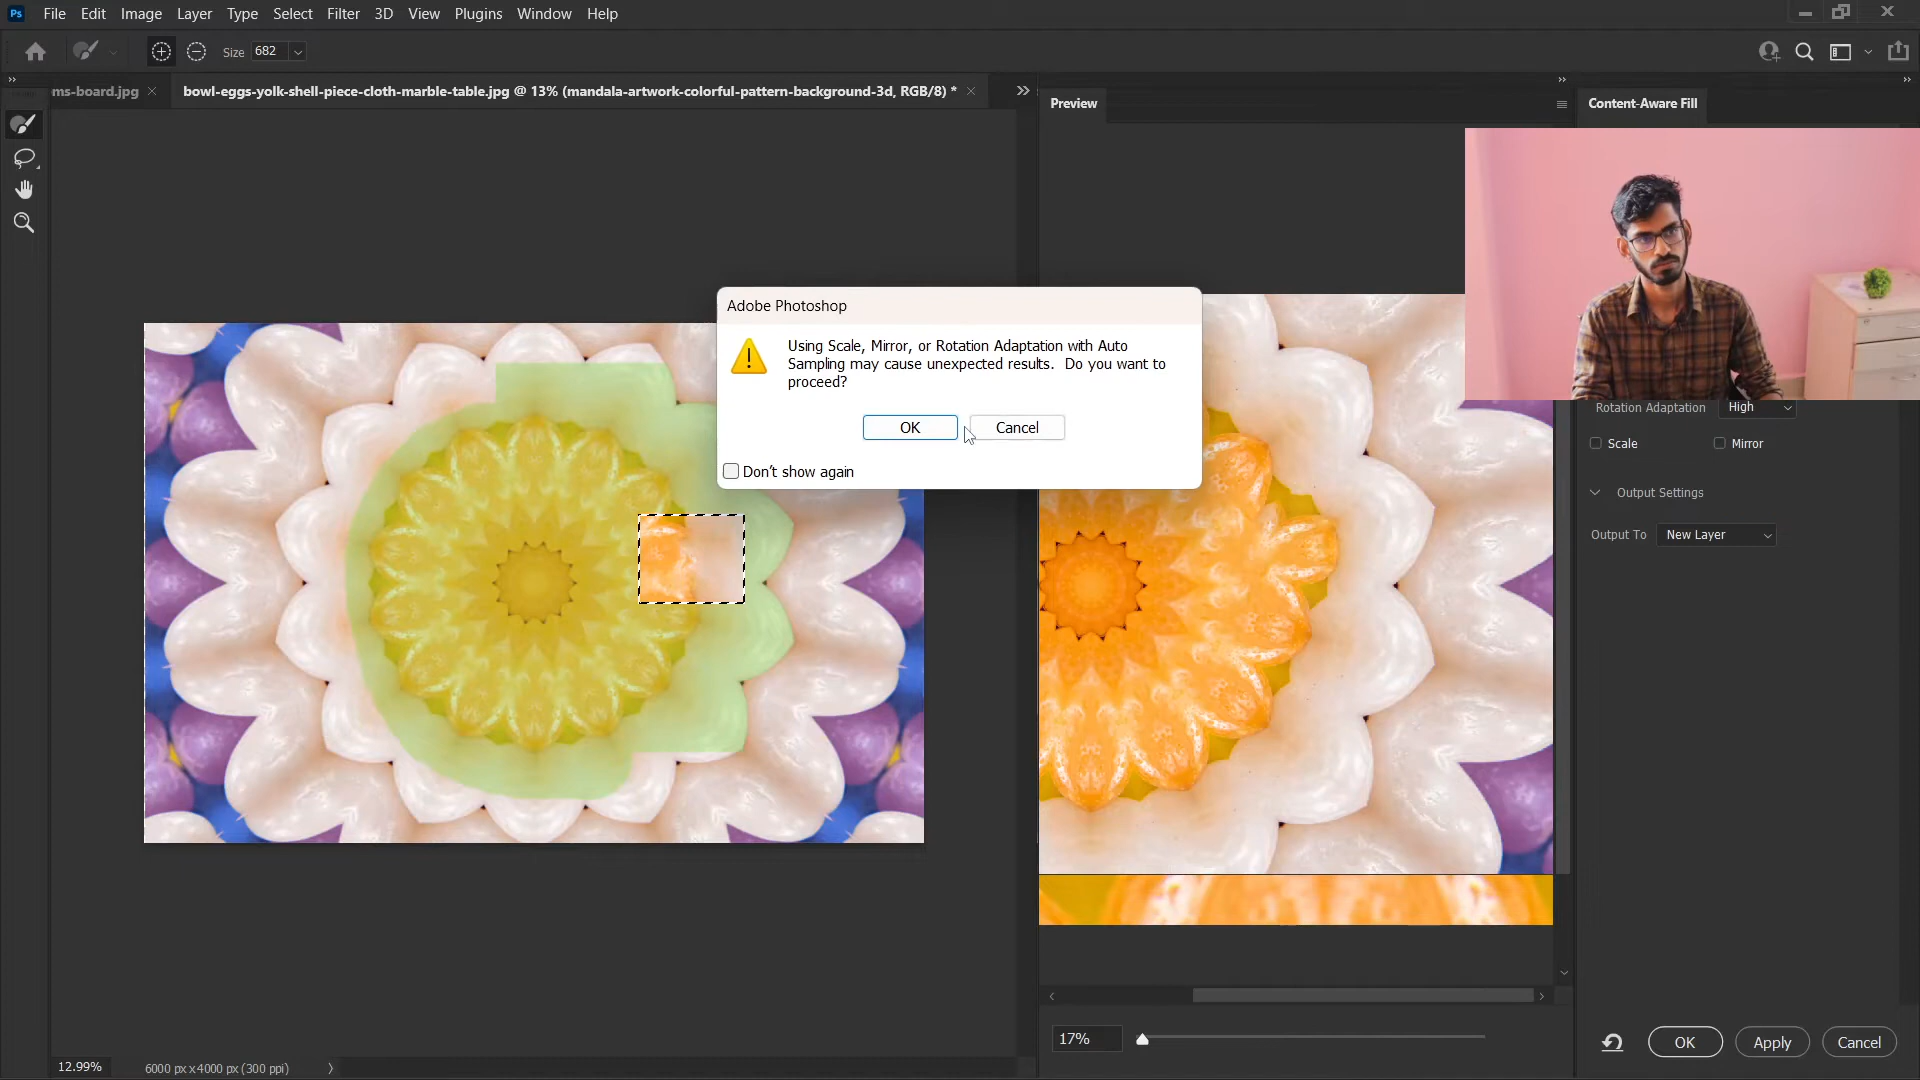 Ps File Edit Image Layer Type Select Filter 3D View Plugins Window Help
Size 682
ms-board.jpg
bowl-eggs-yolk-shell-piece-cloth-marble-table.jpg @ 13% (mandala-artwork-colorful-pattern-background-3d, RGB/8) *
Preview
Content-Aware Fill
Adobe Photoshop
Using Scale, Mirror, or Rotation Adaptation with Auto
Sampling may cause unexpected results. Do you want to
proceed?
OK Cancel
Don't show again
Rotation Adaptation High
Scale Mirror
Output Settings
Output To New Layer
17%
OK Apply Cancel
12.99% 6000 px x 4000 px (300 ppi)